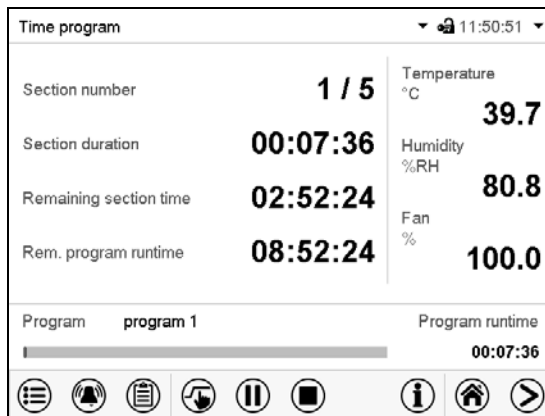 Time program 11:50:51
Section number 1 / 5
Section duration 00:07:36
Remaining section time 02:52:24
Rem. program runtime 08:52:24
Temperature
°C
39.7
Humidity
%RH
80.8
Fan
%
100.0
Program program 1 Program runtime
00:07:36